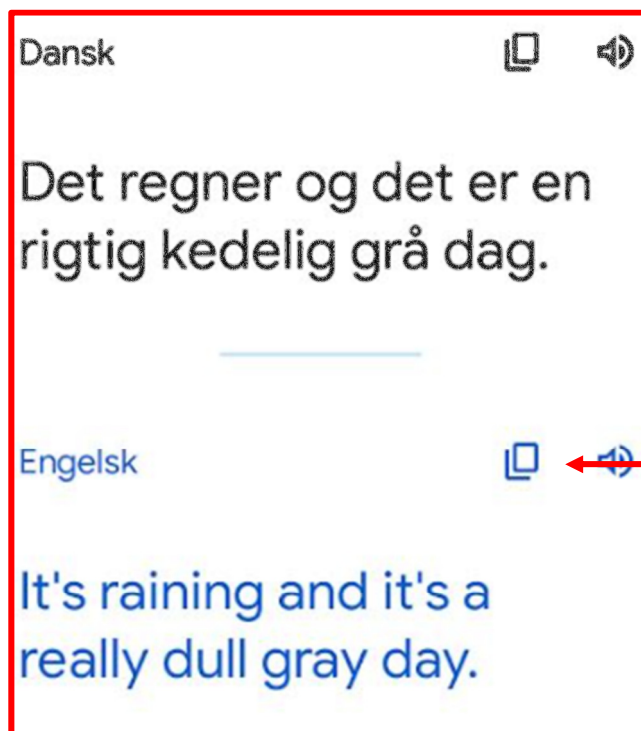 Dansk
Det regner og det er en
rigtig kedelig grå dag.
Engelsk
It's raining and it's a
really dull gray day.